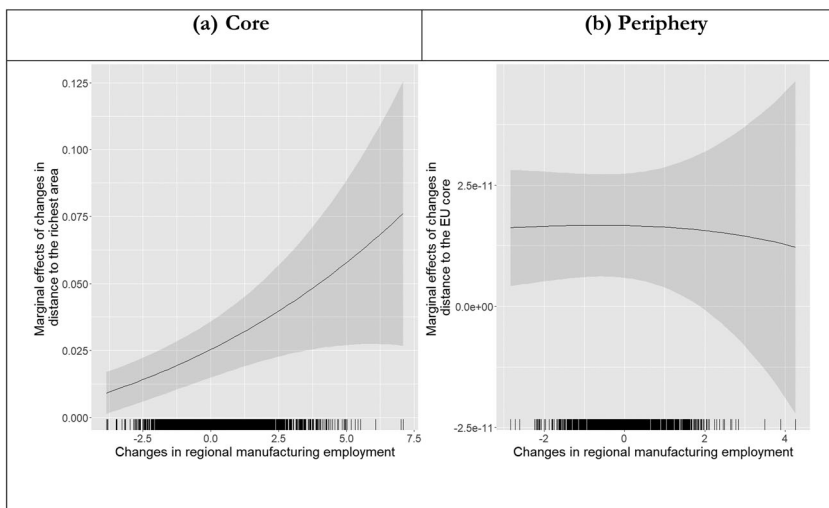 (a) Core
(b) Periphery
Marginal effects of changes in
distance to the richest area
0.125
0.100
0.075
0.050
0.025
0.000
-2.5
0.0
2.5
5.0
7.5
Changes in regional manufacturing employment
Marginal effects of changes in
distance to the EU core
2.5e-11
0.0e+00
-2.5e-11
-2
0
2
4
Changes in regional manufacturing employment